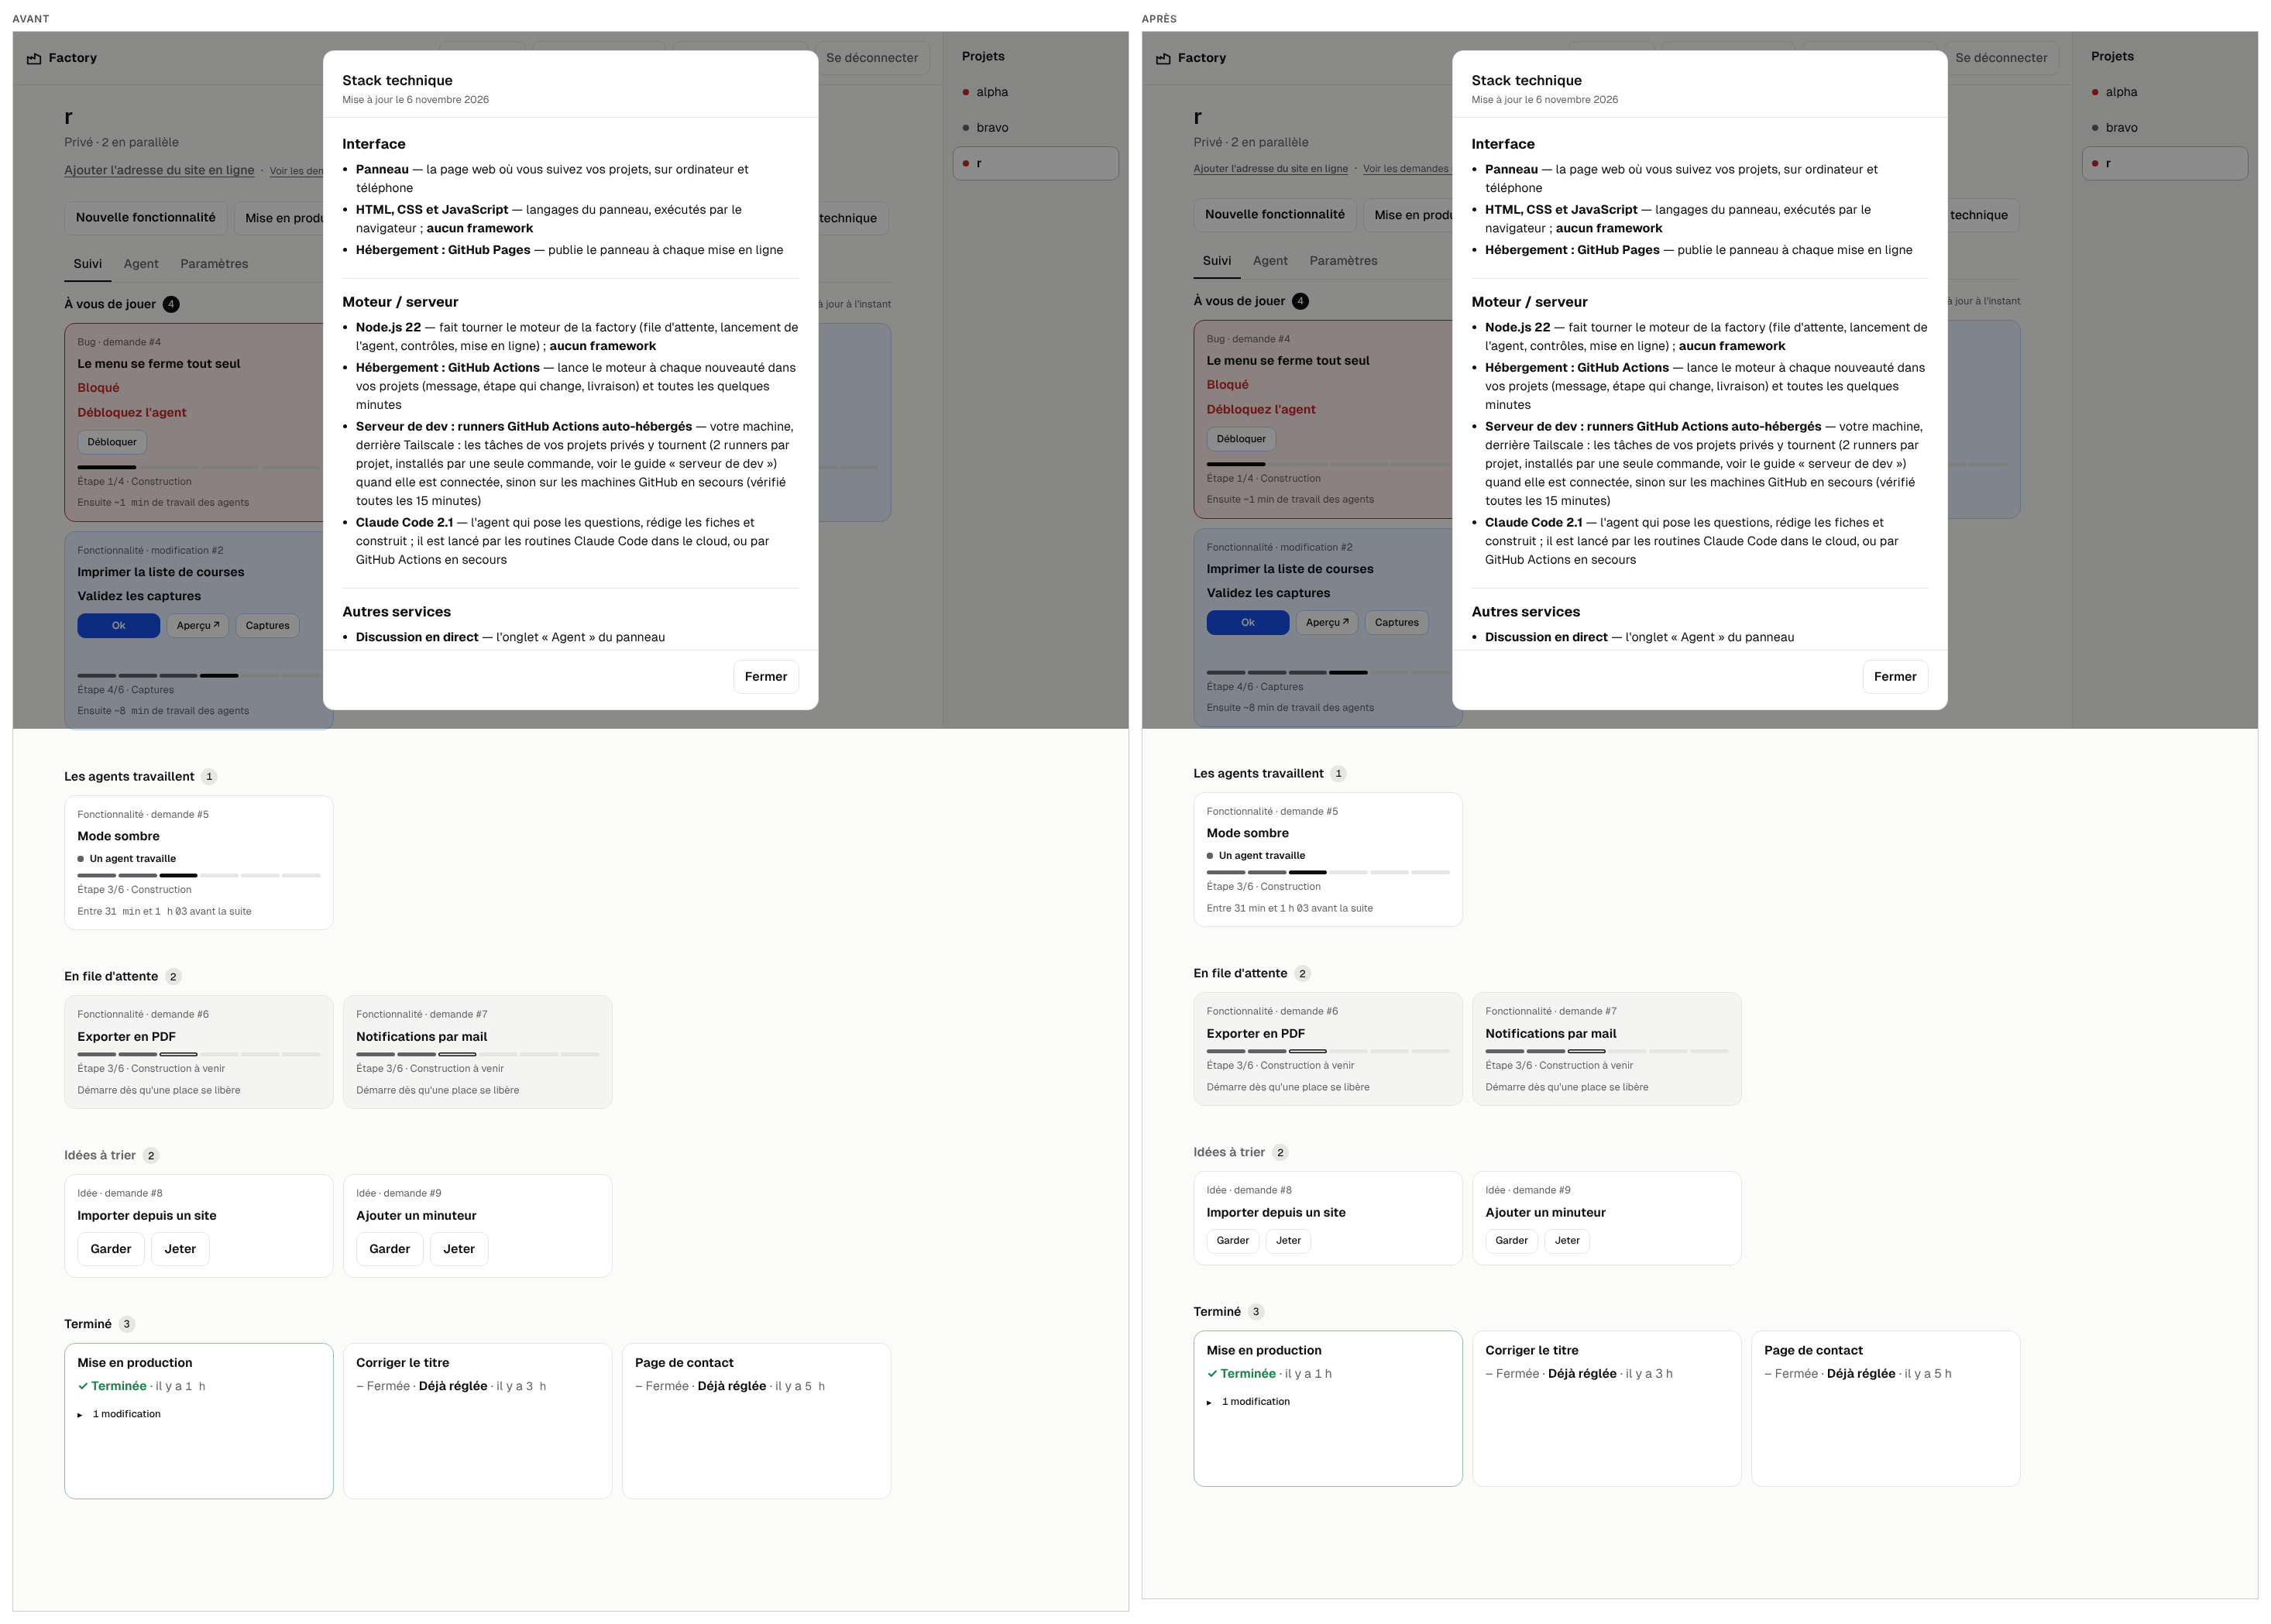 AVANT
Factory
Se déconnecter
r
Privé · 2 en parallèle
Ajouter l'adresse du site en ligne · Voir les
Nouvelle fonctionnalité
Mise en
technique
Suivi
Agent
Paramètres
À vous de jouer 4
à jour à l'instant
Bug · demande #4
Le menu se ferme tout seul
Bloqué
Débloquez l'agent
Débloquer
Étape 1/4 · Construction
Ensuite ~1 min de travail des agents
Fonctionnalité · modification #2
Imprimer la liste de courses
Validez les captures
Ok
Aperçu ↗
Captures
Étape 4/6 · Captures
Ensuite ~8 min de travail des agents
Projets
alpha
bravo
r
Stack technique
Mise à jour le 6 novembre 2026
Interface
• Panneau — la page web où vous suivez vos projets, sur ordinateur et
téléphone
• HTML, CSS et JavaScript — langages du panneau, exécutés par le
navigateur ; aucun framework
• Hébergement : GitHub Pages — publie le panneau à chaque mise en ligne
Moteur / serveur
• Node.js 22 — fait tourner le moteur de la factory (file d'attente, lancement de
l'agent, contrôles, mise en ligne) ; aucun framework
• Hébergement : GitHub Actions — lance le moteur à chaque nouveauté dans
vos projets (message, étape qui change, livraison) et toutes les quelques
minutes
• Serveur de dev : runners GitHub Actions auto-hébergés — votre machine,
derrière Tailscale : les tâches de vos projets privés y tournent (2 runners par
projet, installés par une seule commande, voir le guide « serveur de dev »)
quand elle est connectée, sinon sur les machines GitHub en secours (vérifié
toutes les 15 minutes)
• Claude Code 2.1 — l'agent qui pose les questions, rédige les fiches et
construit ; il est lancé par les routines Claude Code dans le cloud, ou par
GitHub Actions en secours
Autres services
• Discussion en direct — l'onglet « Agent » du panneau
Fermer
Les agents travaillent 1
Fonctionnalité · demande #5
Mode sombre
Un agent travaille
Étape 3/6 · Construction
Entre 31 min et 1 h 03 avant la suite
En file d'attente 2
Fonctionnalité · demande #6
Exporter en PDF
Étape 3/6 · Construction à venir
Démarre dès qu'une place se libère
Fonctionnalité · demande #7
Notifications par mail
Étape 3/6 · Construction à venir
Démarre dès qu'une place se libère
Idées à trier 2
Idée · demande #8
Importer depuis un site
Garder
Jeter
Idée · demande #9
Ajouter un minuteur
Garder
Jeter
Terminé 3
Mise en production
✓ Terminée · il y a 1 h
▸ 1 modification
Corriger le titre
– Fermée · Déjà réglée · il y a 3 h
Page de contact
– Fermée · Déjà réglée · il y a 5 h
APRÈS
Factory
Se déconnecter
r
Privé · 2 en parallèle
Ajouter l'adresse du site en ligne · Voir les demandes
Nouvelle fonctionnalité
Mise en
technique
Suivi
Agent
Paramètres
À vous de jouer 4
à jour à l'instant
Bug · demande #4
Le menu se ferme tout seul
Bloqué
Débloquez l'agent
Débloquer
Étape 1/4 · Construction
Ensuite ~1 min de travail des agents
Fonctionnalité · modification #2
Imprimer la liste de courses
Validez les captures
Ok
Aperçu ↗
Captures
Étape 4/6 · Captures
Ensuite ~8 min de travail des agents
Projets
alpha
bravo
r
Stack technique
Mise à jour le 6 novembre 2026
Interface
• Panneau — la page web où vous suivez vos projets, sur ordinateur et
téléphone
• HTML, CSS et JavaScript — langages du panneau, exécutés par le
navigateur ; aucun framework
• Hébergement : GitHub Pages — publie le panneau à chaque mise en ligne
Moteur / serveur
• Node.js 22 — fait tourner le moteur de la factory (file d'attente, lancement de
l'agent, contrôles, mise en ligne) ; aucun framework
• Hébergement : GitHub Actions — lance le moteur à chaque nouveauté dans
vos projets (message, étape qui change, livraison) et toutes les quelques
minutes
• Serveur de dev : runners GitHub Actions auto-hébergés — votre machine,
derrière Tailscale : les tâches de vos projets privés y tournent (2 runners par
projet, installés par une seule commande, voir le guide « serveur de dev »)
quand elle est connectée, sinon sur les machines GitHub en secours (vérifié
toutes les 15 minutes)
• Claude Code 2.1 — l'agent qui pose les questions, rédige les fiches et
construit ; il est lancé par les routines Claude Code dans le cloud, ou par
GitHub Actions en secours
Autres services
• Discussion en direct — l'onglet « Agent » du panneau
Fermer
Les agents travaillent 1
Fonctionnalité · demande #5
Mode sombre
Un agent travaille
Étape 3/6 · Construction
Entre 31 min et 1 h 03 avant la suite
En file d'attente 2
Fonctionnalité · demande #6
Exporter en PDF
Étape 3/6 · Construction à venir
Démarre dès qu'une place se libère
Fonctionnalité · demande #7
Notifications par mail
Étape 3/6 · Construction à venir
Démarre dès qu'une place se libère
Idées à trier 2
Idée · demande #8
Importer depuis un site
Garder
Jeter
Idée · demande #9
Ajouter un minuteur
Garder
Jeter
Terminé 3
Mise en production
✓ Terminée · il y a 1 h
▸ 1 modification
Corriger le titre
– Fermée · Déjà réglée · il y a 3 h
Page de contact
– Fermée · Déjà réglée · il y a 5 h